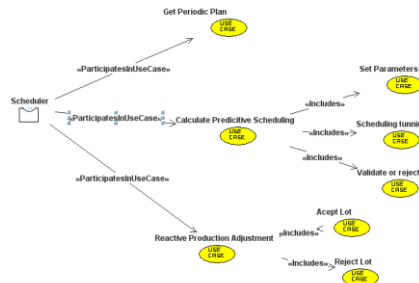 Get Periodic Plan
USE
CASE
«ParticipatesInUseCase»
Set Parameters
USE
CASE
Scheduler
«Includes»
«ParticipatesInUseCase»
Calculate Predicitive Scheduling
«Includes»
Scheduling tunnin
USE
CASE
USE
CASE
«Includes»
Validate or reject
USE
CASE
«ParticipatesInUseCase»
Acept Lot
USE
CASE
Reactive Production Adjustment
«Includes»
USE
CASE
«Includes»
Reject Lot
USE
CASE